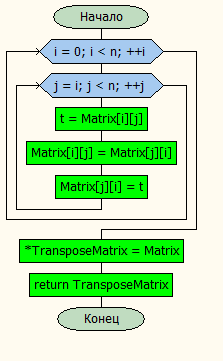 Начало
i = 0; i < n; ++i
j = i; j < n; ++j
t = Matrix[i][j]
Matrix[i][j] = Matrix[j][i]
Matrix[j][i] = t
*TransposeMatrix = Matrix
return TransposeMatrix
Конец